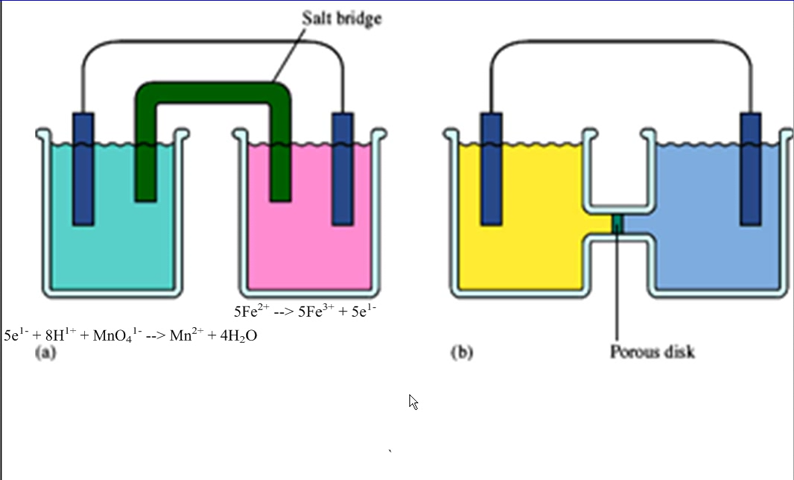 Salt bridge
5Fe²⁺ --> 5Fe³⁺ + 5e¹⁻
5e¹⁻ + 8H¹⁺ + MnO₄¹⁻ --> Mn²⁺ + 4H₂O
(a)
(b)
Porous disk